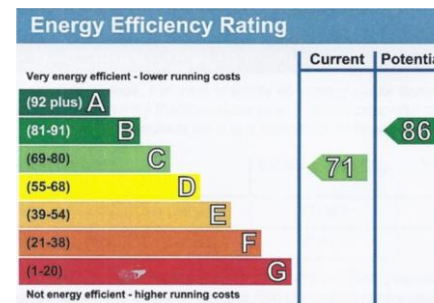 Energy Efficiency Rating
Current Potentia
Very energy efficient - lower running costs
(92 plus) A
(81-91) B
86
(69-80) C
71
(55-68) D
(39-54) E
(21-38) F
(1-20) G
Not energy efficient - higher running costs